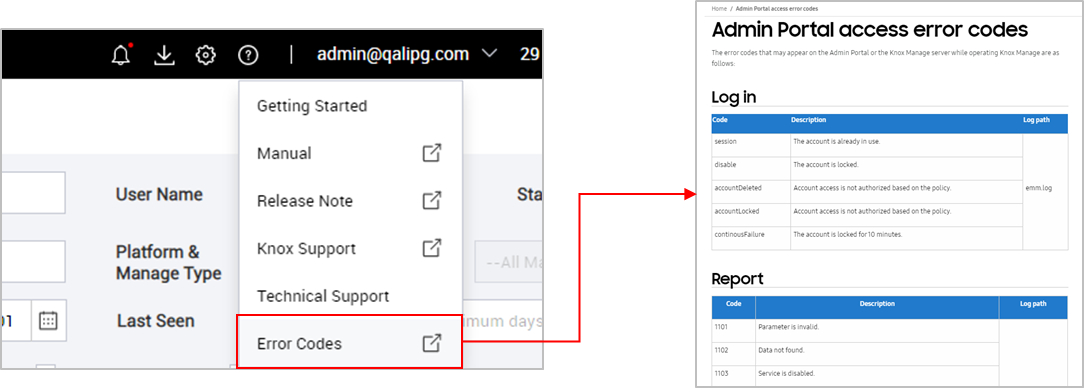 admin@qalipg.com
29
Getting Started
Manual
Release Note
Knox Support
Technical Support
Error Codes
User Name
Sta
Platform &
Manage Type
--All Ma
01
Last Seen
mum days
Home / Admin Portal access error codes
Admin Portal access error codes
The error codes that may appear on the Admin Portal or the Knox Manage server while operating Knox Manage are as
follows:
Log in
Code Description Log path
session The account is already in use.
disable The account is locked.
accountDeleted Account access is not authorized based on the policy. emm.log
accountLocked Account access is not authorized based on the policy.
continousFailure The account is locked for 10 minutes.
Report
Code Description Log path
1101 Parameter is invalid.
1102 Data not found.
1103 Service is disabled.